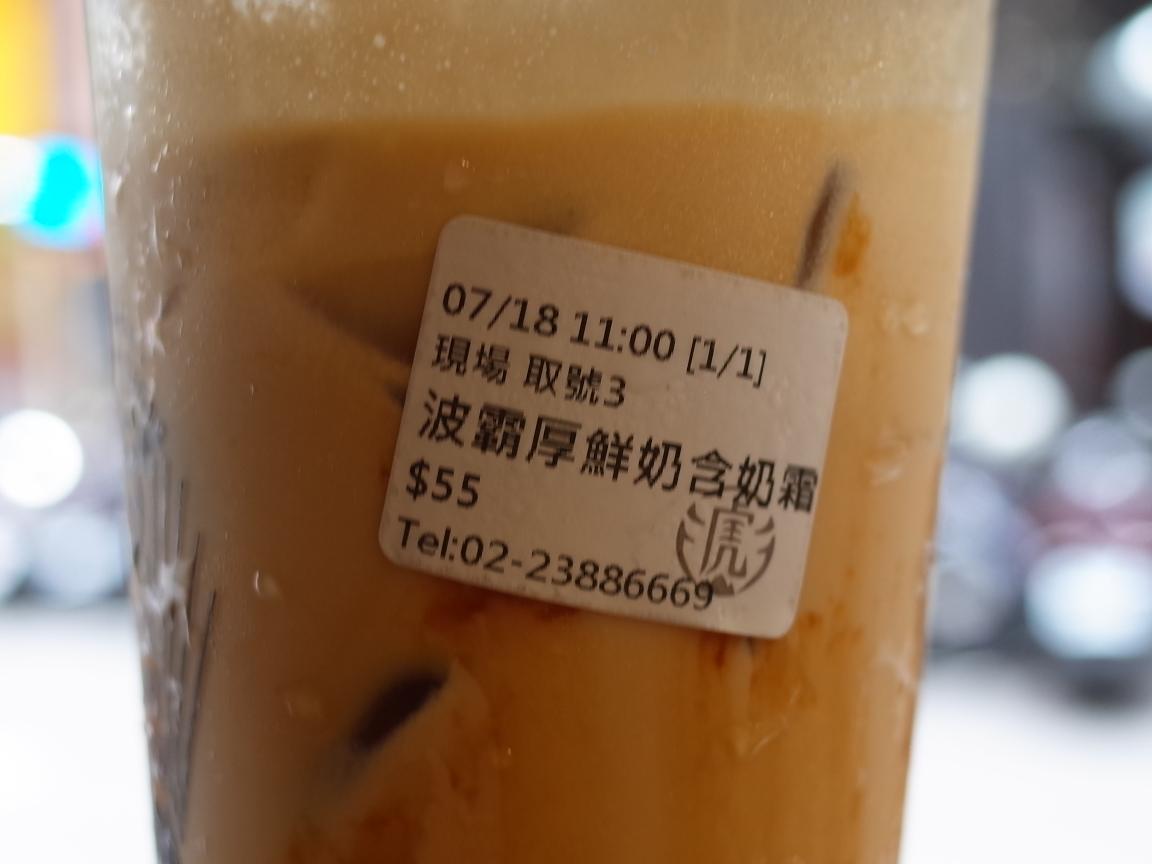 07/18 11:00 [1/1]
現場 取號3
波霸厚鮮奶含奶霜
$55
虎
Tel:02-23886669